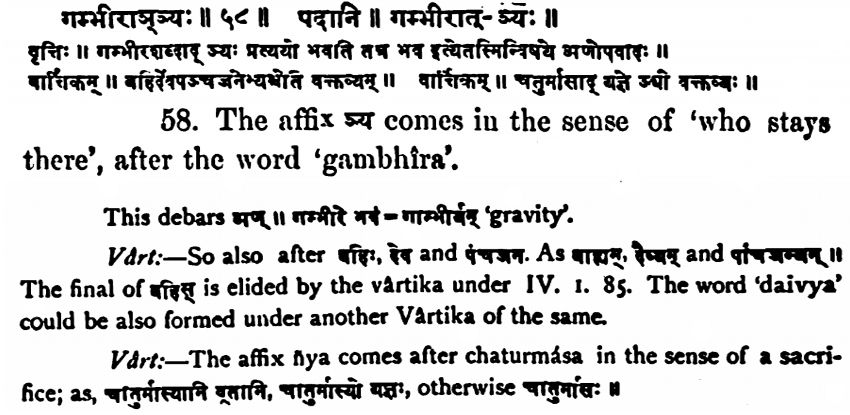 गम्भीराञ्ञ्यः ॥ ५८ ॥ पदानि ॥ गम्भीरात्-ञ्यः ॥
वृत्तिः ॥ गम्भीरशब्दाद् ञ्यः प्रत्ययो भवति तत्र भव इत्येतस्मिन्विषये अणोपवादः ॥
वार्त्तिकम् ॥ बहिर्देवपञ्चजनेभ्यश्चेति वक्तव्यम् ॥ वार्त्तिकम् ॥ चतुर्मासाद् यज्ञे ञ्यो वक्तव्यः ॥
58. The affix ञ्य comes in the sense of ‘who stays
there’, after the word ‘gambhîra’.
This debars अण् ॥ गम्भीरे भवं = गाम्भीर्यम् ‘gravity’.
Vârt:—So also after बहिः, देव and पंचजन. As बाह्यम्, दैव्यम् and पांचजन्यम् ॥
The final of बहिस् is elided by the vârtika under IV. 1. 85. The word ‘daivya’
could be also formed under another Vârtika of the same.
Vârt:—The affix ñya comes after chaturmása in the sense of a sacri-
fice; as, चातुर्मास्यानि वृतानि, चातुर्मास्यो यज्ञः, otherwise चातुर्मासः ॥